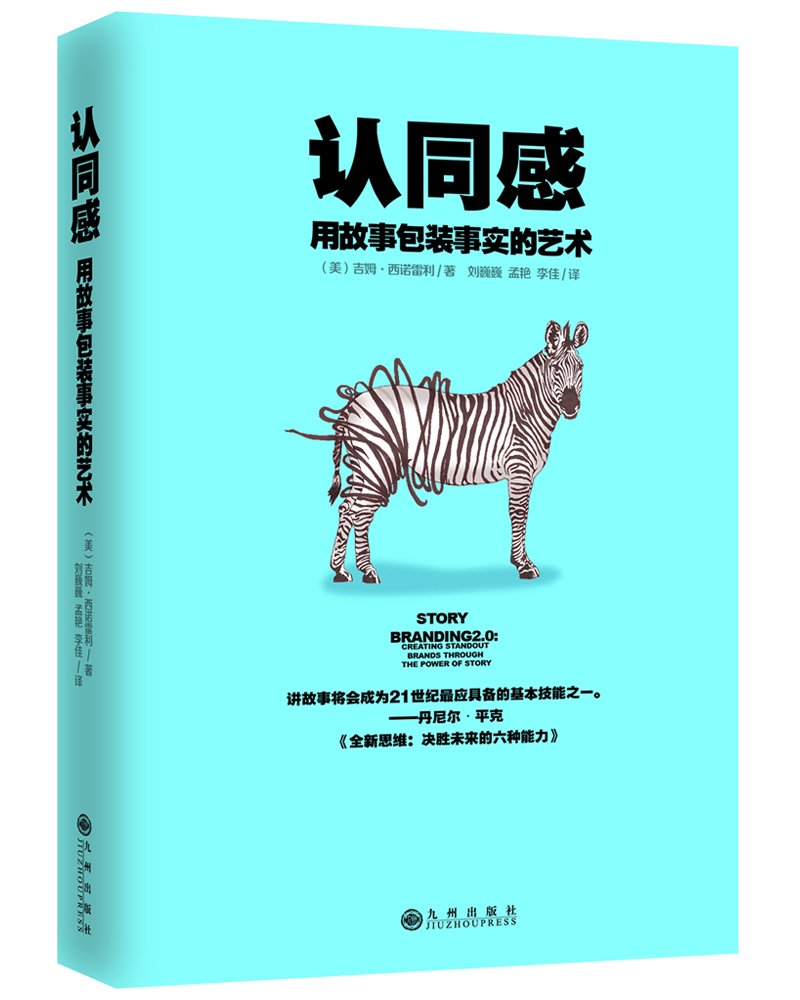 认同感
用故事包装事实的艺术
（美）吉姆·西诺雷利/著 刘巍巍 孟艳 李佳/译
STORY
BRANDING2.0:
CREATING STANDOUT
BRANDS THROUGH
THE POWER OF STORY
讲故事将会成为21世纪最应具备的基本技能之一。
——丹尼尔·平克
《全新思维：决胜未来的六种能力》
九州出版社
JIUZHOUPRESS
认同感
用故事包装事实的艺术
（美）吉姆·西诺雷利/著
刘巍巍 孟艳 李佳/译
九州出版社
JIUZHOUPRESS